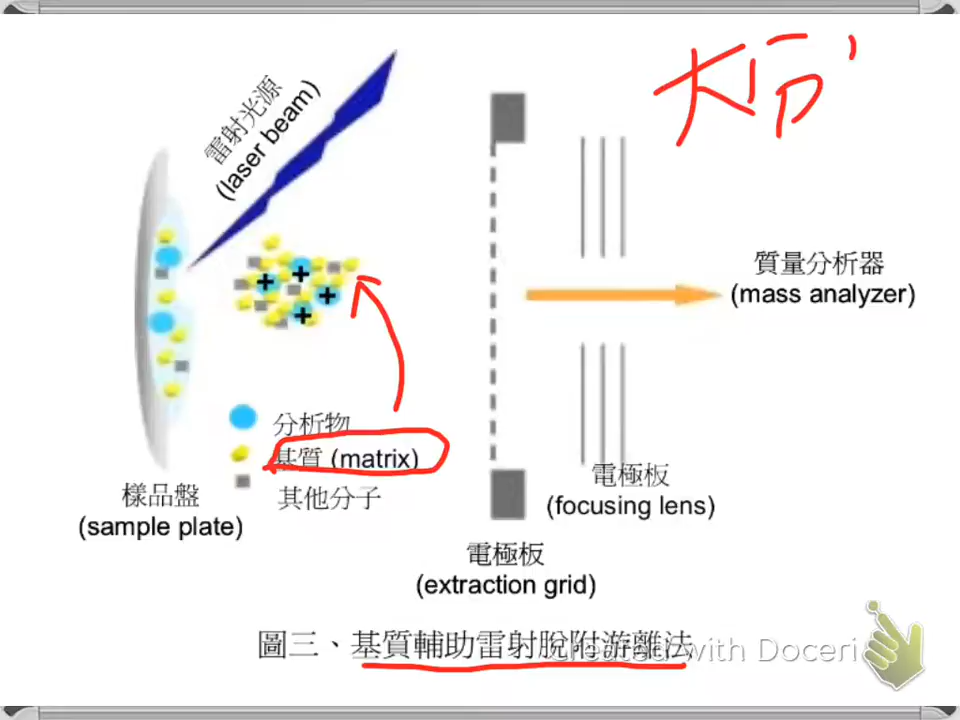 大分
雷射光源
(laser beam)
質量分析器
(mass analyzer)
分析物
基質 (matrix)
其他分子
樣品盤
(sample plate)
電極板
(focusing lens)
電極板
(extraction grid)
圖三、基質輔助雷射脫附游離法
Created with Doceri